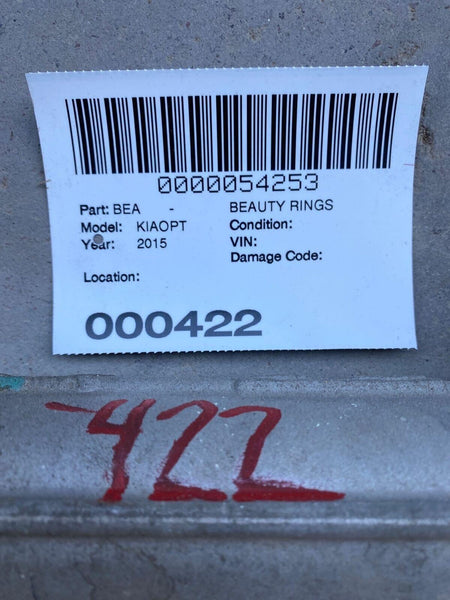 0000054253
Part: BEA - BEAUTY RINGS
Model: KIAOPT Condition:
Year: 2015 VIN:
Damage Code:
Location:
000422
422